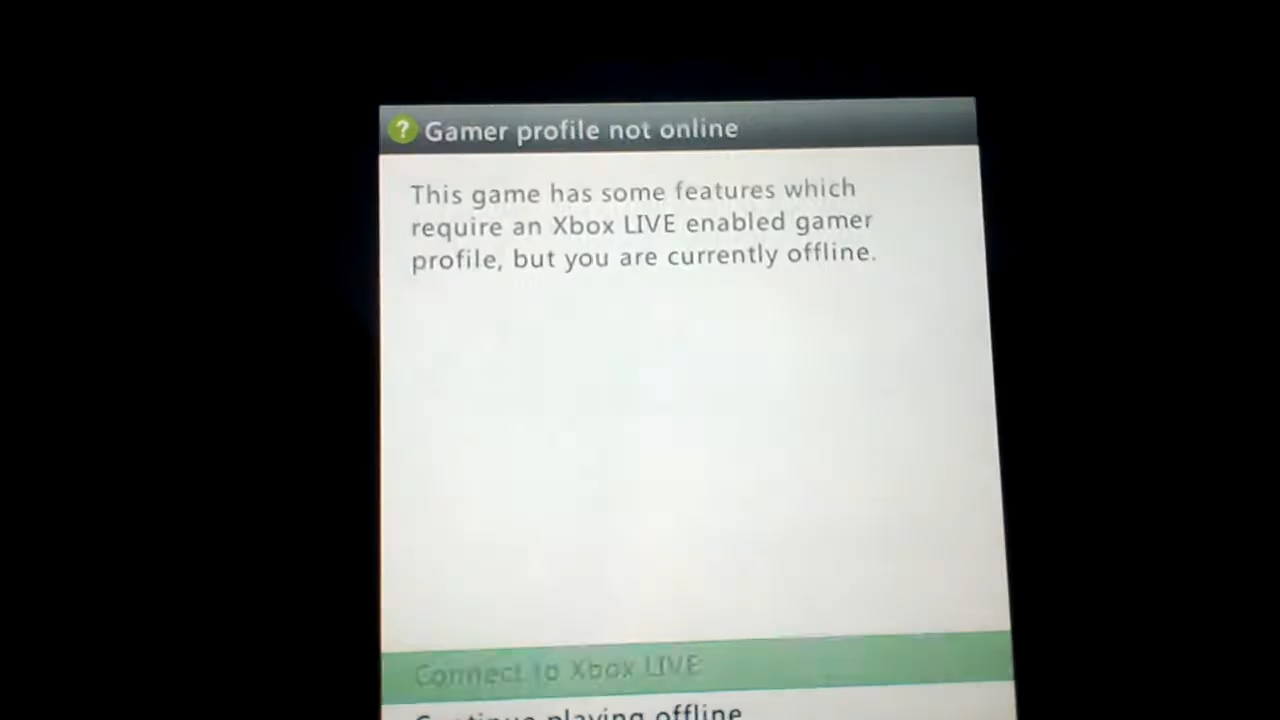 ? Gamer profile not online
This game has some features which
require an Xbox LIVE enabled gamer
profile, but you are currently offline.
Connect to Xbox LIVE
Continue playing offline